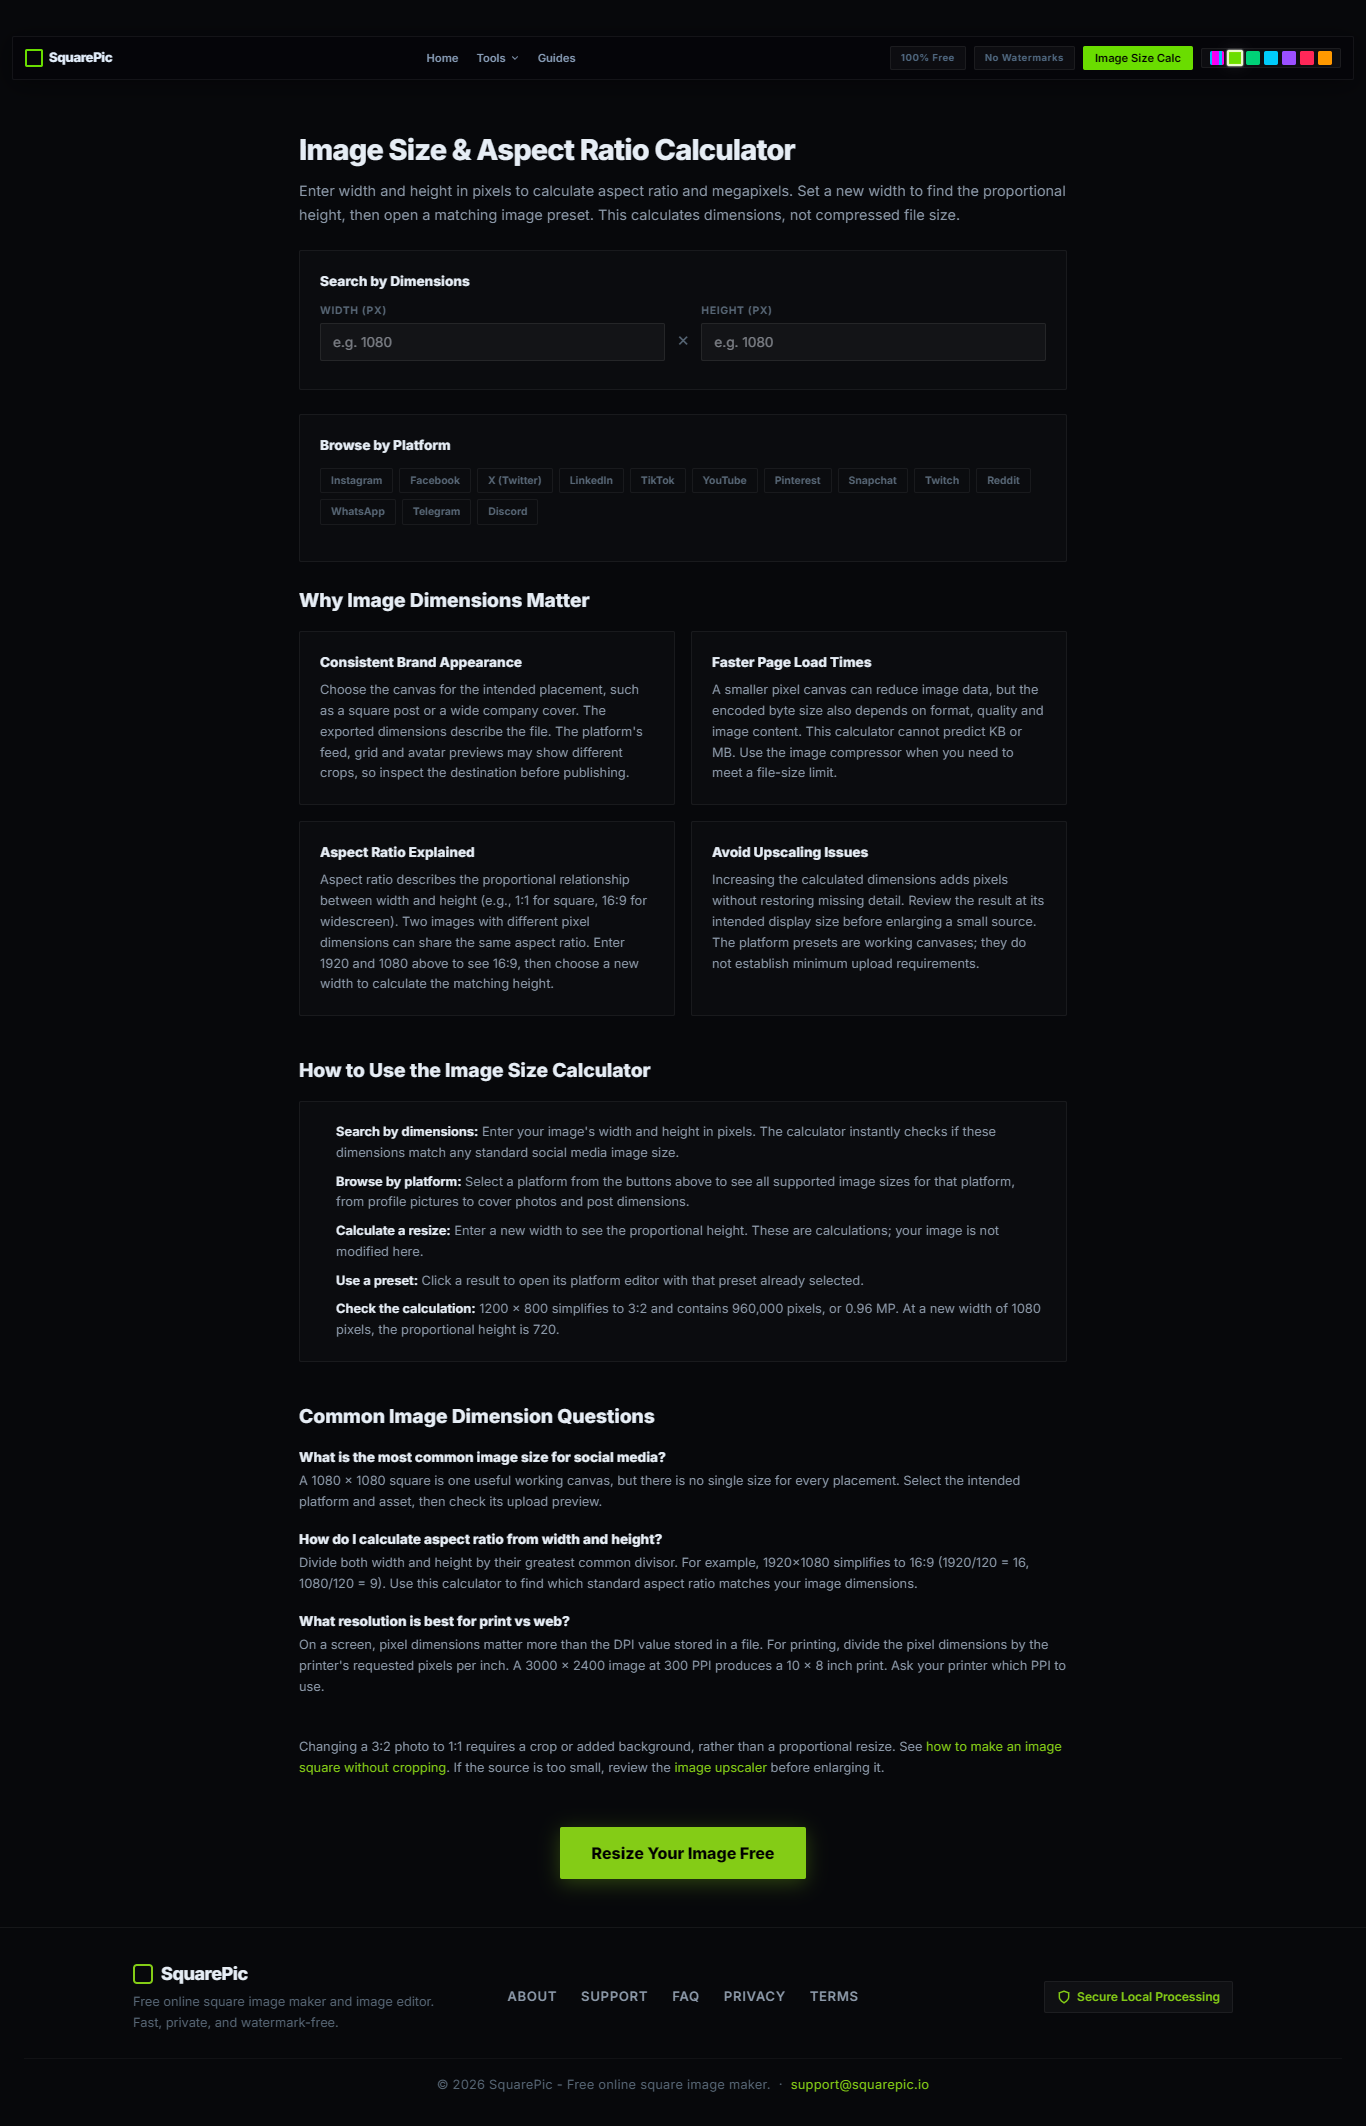 SquarePic
Home Tools Guides
100% Free No Watermarks Image Size Calc
Image Size & Aspect Ratio Calculator
Enter width and height in pixels to calculate aspect ratio and megapixels. Set a new width to find the proportional
height, then open a matching image preset. This calculates dimensions, not compressed file size.
Search by Dimensions
WIDTH (PX) HEIGHT (PX)
e.g. 1080 × e.g. 1080
Browse by Platform
Instagram Facebook X (Twitter) LinkedIn TikTok YouTube Pinterest Snapchat Twitch Reddit
WhatsApp Telegram Discord
Why Image Dimensions Matter
Consistent Brand Appearance
Choose the canvas for the intended placement, such
as a square post or a wide company cover. The
exported dimensions describe the file. The platform's
feed, grid and avatar previews may show different
crops, so inspect the destination before publishing.
Faster Page Load Times
A smaller pixel canvas can reduce image data, but the
encoded byte size also depends on format, quality and
image content. This calculator cannot predict KB or
MB. Use the image compressor when you need to
meet a file-size limit.
Aspect Ratio Explained
Aspect ratio describes the proportional relationship
between width and height (e.g., 1:1 for square, 16:9 for
widescreen). Two images with different pixel
dimensions can share the same aspect ratio. Enter
1920 and 1080 above to see 16:9, then choose a new
width to calculate the matching height.
Avoid Upscaling Issues
Increasing the calculated dimensions adds pixels
without restoring missing detail. Review the result at its
intended display size before enlarging a small source.
The platform presets are working canvases; they do
not establish minimum upload requirements.
How to Use the Image Size Calculator
Search by dimensions: Enter your image's width and height in pixels. The calculator instantly checks if these
dimensions match any standard social media image size.
Browse by platform: Select a platform from the buttons above to see all supported image sizes for that platform,
from profile pictures to cover photos and post dimensions.
Calculate a resize: Enter a new width to see the proportional height. These are calculations; your image is not
modified here.
Use a preset: Click a result to open its platform editor with that preset already selected.
Check the calculation: 1200 × 800 simplifies to 3:2 and contains 960,000 pixels, or 0.96 MP. At a new width of 1080
pixels, the proportional height is 720.
Common Image Dimension Questions
What is the most common image size for social media?
A 1080 × 1080 square is one useful working canvas, but there is no single size for every placement. Select the intended
platform and asset, then check its upload preview.
How do I calculate aspect ratio from width and height?
Divide both width and height by their greatest common divisor. For example, 1920×1080 simplifies to 16:9 (1920/120 = 16,
1080/120 = 9). Use this calculator to find which standard aspect ratio matches your image dimensions.
What resolution is best for print vs web?
On a screen, pixel dimensions matter more than the DPI value stored in a file. For printing, divide the pixel dimensions by the
printer's requested pixels per inch. A 3000 × 2400 image at 300 PPI produces a 10 × 8 inch print. Ask your printer which PPI to
use.
Changing a 3:2 photo to 1:1 requires a crop or added background, rather than a proportional resize. See how to make an image
square without cropping. If the source is too small, review the image upscaler before enlarging it.
Resize Your Image Free
SquarePic
Free online square image maker and image editor.
Fast, private, and watermark-free.
ABOUT SUPPORT FAQ PRIVACY TERMS
Secure Local Processing
© 2026 SquarePic - Free online square image maker. · support@squarepic.io